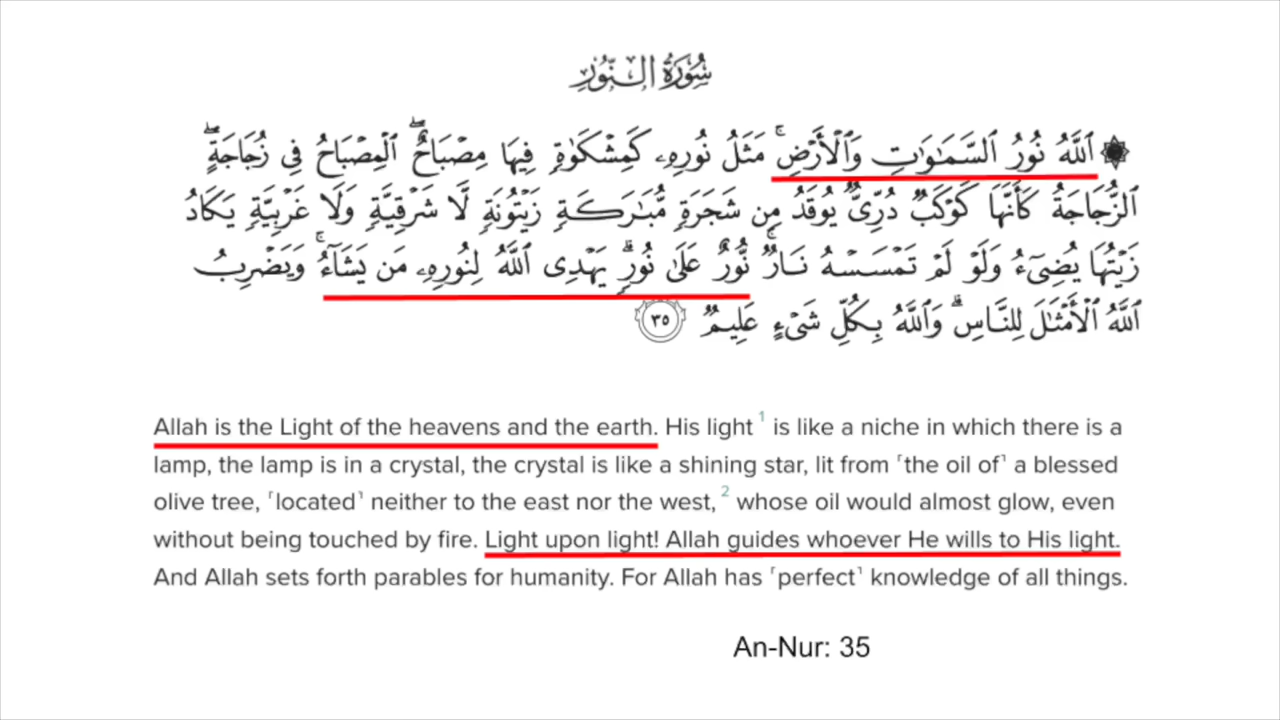 سُورَةُ النُّورِ
۞ ٱللَّهُ نُورُ ٱلسَّمَـٰوَٰتِ وَٱلْأَرْضِ ۚ مَثَلُ نُورِهِۦ كَمِشْكَوٰةٍۢ فِيهَا مِصْبَاحٌ ۖ ٱلْمِصْبَاحُ فِى زُجَاجَةٍ ۖ
ٱلزُّجَاجَةُ كَأَنَّهَا كَوْكَبٌۭ دُرِّىٌّۭ يُوقَدُ مِن شَجَرَةٍۢ مُّبَـٰرَكَةٍۢ زَيْتُونَةٍۢ لَّا شَرْقِيَّةٍۢ وَلَا غَرْبِيَّةٍۢ يَكَادُ
زَيْتُهَا يُضِىٓءُ وَلَوْ لَمْ تَمْسَسْهُ نَارٌۭ ۚ نُّورٌ عَلَىٰ نُورٍۢ ۗ يَهْدِى ٱللَّهُ لِنُورِهِۦ مَن يَشَآءُ ۚ وَيَضْرِبُ
ٱللَّهُ ٱلْأَمْثَـٰلَ لِلنَّاسِ ۗ وَٱللَّهُ بِكُلِّ شَىْءٍ عَلِيمٌۭ ٣٥
Allah is the Light of the heavens and the earth. His light ¹ is like a niche in which there is a
lamp, the lamp is in a crystal, the crystal is like a shining star, lit from ˹the oil of˺ a blessed
olive tree, ˹located˺ neither to the east nor the west, ² whose oil would almost glow, even
without being touched by fire. Light upon light! Allah guides whoever He wills to His light.
And Allah sets forth parables for humanity. For Allah has ˹perfect˺ knowledge of all things.
An-Nur: 35